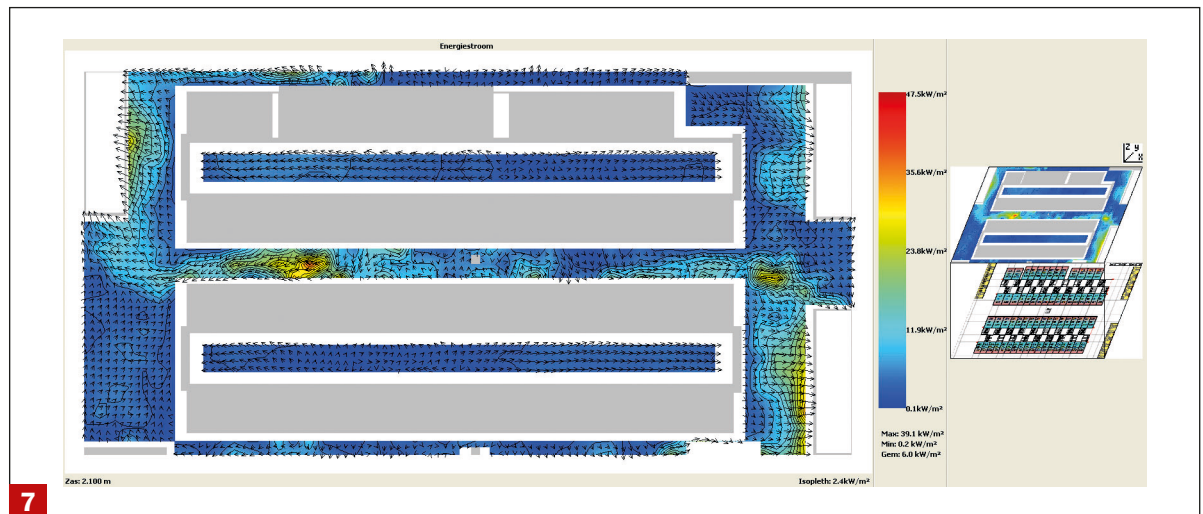 Energiestroom
47.5kW/m²
35.6kW/m²
23.8kW/m²
11.9kW/m²
0.1kW/m²
Max: 39.1 kW/m²
Min: 0.2 kW/m²
Gem: 6.0 kW/m²
Z y
X
Zas: 2.100 m
Isopleth: 2.4kW/m²
7